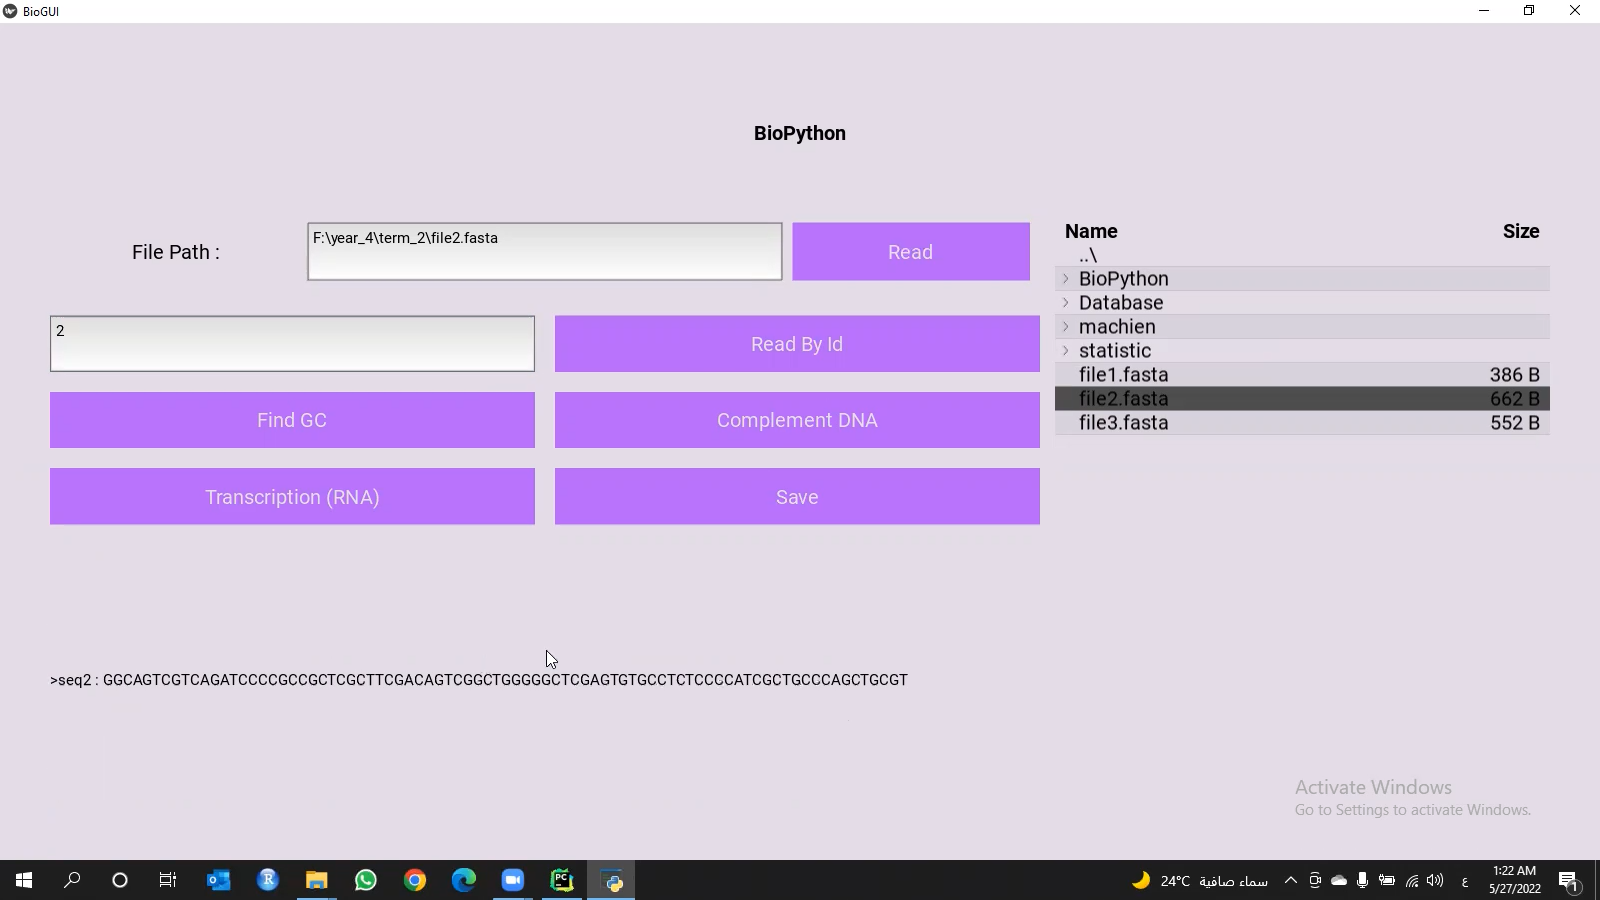 BioGUI
BioPython
File Path :
F:\year_4\term_2\file2.fasta
Read
2
Read By Id
Find GC
Complement DNA
Transcription (RNA)
Save
Name Size
..\
BioPython
Database
machien
statistic
file1.fasta 386 B
file2.fasta 662 B
file3.fasta 552 B
>seq2 : GGCAGTCGTCAGATCCCCGCCGCTCGCTTCGACAGTCGGCTGGGGGCTCGAGTGTGCCTCTCCCCATCGCTGCCCAGCTGCGT
Activate Windows
Go to Settings to activate Windows.
24°C سماء صافية
ع
1:22 AM
5/27/2022
1